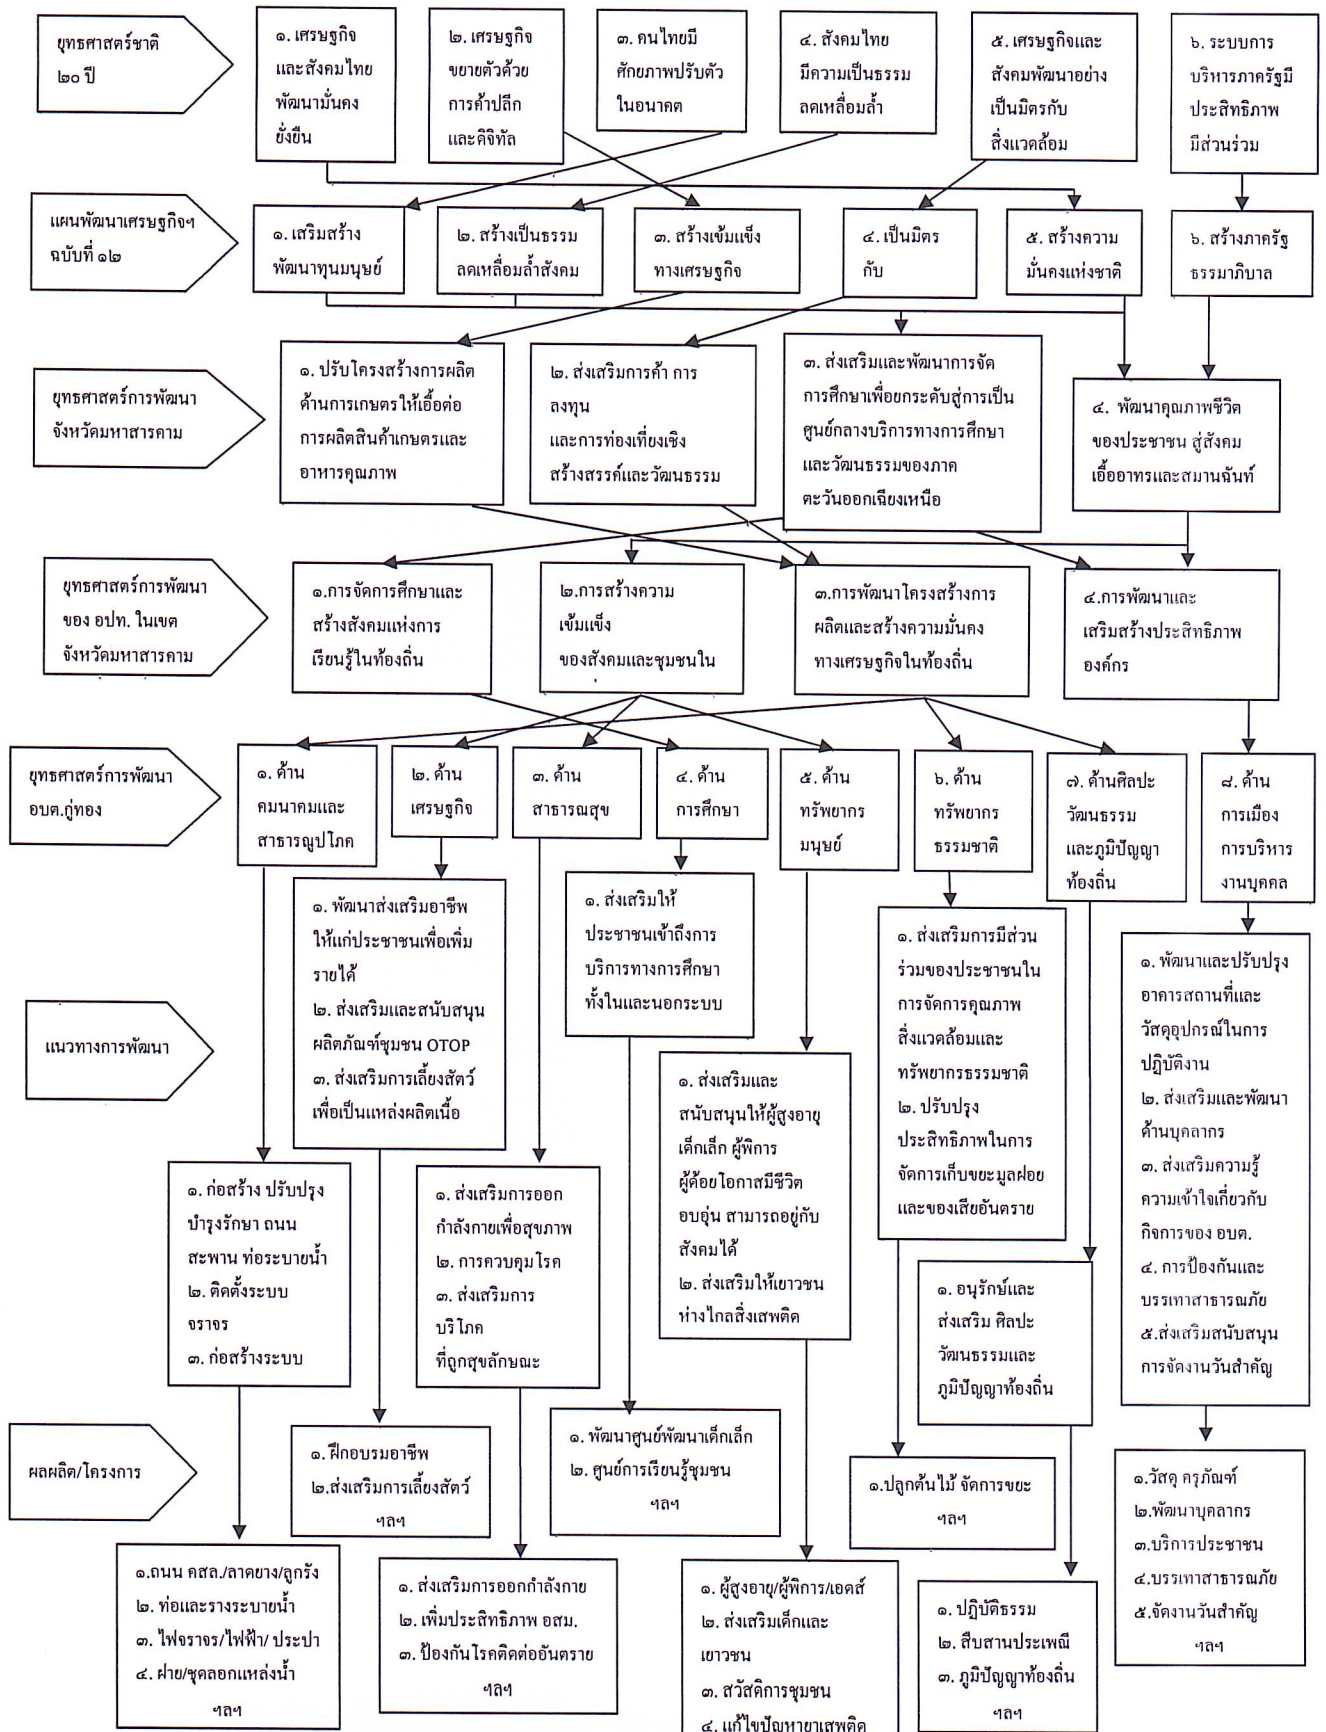 ยุทธศาสตร์ชาติ
๒๐ ปี
๑. เศรษฐกิจ
และสังคมไทย
พัฒนามั่นคง
ยั่งยืน
๒. เศรษฐกิจ
ขยายตัวด้วย
การค้าปลีก
และดิจิทัล
๓. คนไทยมี
ศักยภาพปรับตัว
ในอนาคต
๔. สังคมไทย
มีความเป็นธรรม
ลดเหลื่อมล้ำ
๕. เศรษฐกิจและ
สังคมพัฒนาอย่าง
เป็นมิตรกับ
สิ่งแวดล้อม
๖. ระบบการ
บริหารภาครัฐมี
ประสิทธิภาพ
มีส่วนร่วม
แผนพัฒนาเศรษฐกิจฯ
ฉบับที่ ๑๒
๑. เสริมสร้าง
พัฒนาทุนมนุษย์
๒. สร้างเป็นธรรม
ลดเหลื่อมล้ำสังคม
๓. สร้างเข้มแข็ง
ทางเศรษฐกิจ
๔. เป็นมิตร
กับ
๕. สร้างความ
มั่นคงแห่งชาติ
๖. สร้างภาครัฐ
ธรรมาภิบาล
ยุทธศาสตร์การพัฒนา
จังหวัดมหาสารคาม
๑. ปรับโครงสร้างการผลิต
ด้านการเกษตรให้เอื้อต่อ
การผลิตสินค้าเกษตรและ
อาหารคุณภาพ
๒. ส่งเสริมการค้า การ
ลงทุน
และการท่องเที่ยงเชิง
สร้างสรรค์และวัฒนธรรม
๓. ส่งเสริมและพัฒนาการจัด
การศึกษาเพื่อยกระดับสู่การเป็น
ศูนย์กลางบริการทางการศึกษา
และวัฒนธรรมของภาค
ตะวันออกเฉียงเหนือ
๔. พัฒนาคุณภาพชีวิต
ของประชาชน สู่สังคม
เอื้ออาทรและสมานฉันท์
ยุทธศาสตร์การพัฒนา
ของ อปท. ในเขต
จังหวัดมหาสารคาม
๑.การจัดการศึกษาและ
สร้างสังคมแห่งการ
เรียนรู้ในท้องถิ่น
๒.การสร้างความ
เข้มแข็ง
ของสังคมและชุมชนใน
๓.การพัฒนาโครงสร้างการ
ผลิตและสร้างความมั่นคง
ทางเศรษฐกิจในท้องถิ่น
๔.การพัฒนาและ
เสริมสร้างประสิทธิภาพ
องค์กร
ยุทธศาสตร์การพัฒนา
อบต.กู่ทอง
๑. ด้าน
คมนาคมและ
สาธารณูปโภค
๒. ด้าน
เศรษฐกิจ
๓. ด้าน
สาธารณสุข
๔. ด้าน
การศึกษา
๕. ด้าน
ทรัพยากร
มนุษย์
๖. ด้าน
ทรัพยากร
ธรรมชาติ
๗. ด้านศิลปะ
วัฒนธรรม
และภูมิปัญญา
ท้องถิ่น
๘. ด้าน
การเมือง
การบริหาร
งานบุคคล
แนวทางการพัฒนา
๑. พัฒนาส่งเสริมอาชีพ
ให้แก่ประชาชนเพื่อเพิ่ม
รายได้
๒. ส่งเสริมและสนับสนุน
ผลิตภัณฑ์ชุมชน OTOP
๓. ส่งเสริมการเลี้ยงสัตว์
เพื่อเป็นแหล่งผลิตเนื้อ
๑. ส่งเสริมให้
ประชาชนเข้าถึงการ
บริการทางการศึกษา
ทั้งในและนอกระบบ
๑. ส่งเสริมการมีส่วน
ร่วมของประชาชนใน
การจัดการคุณภาพ
สิ่งแวดล้อมและ
ทรัพยากรธรรมชาติ
๒. ปรับปรุง
ประสิทธิภาพในการ
จัดการเก็บขยะมูลฝอย
และของเสียอันตราย
๑. พัฒนาและปรับปรุง
อาคารสถานที่และ
วัสดุอุปกรณ์ในการ
ปฏิบัติงาน
๒. ส่งเสริมและพัฒนา
ด้านบุคลากร
๓. ส่งเสริมความรู้
ความเข้าใจเกี่ยวกับ
กิจการของ อบต.
๔. การป้องกันและ
บรรเทาสาธารณภัย
๕.ส่งเสริมสนับสนุน
การจัดงานวันสำคัญ
๑. ส่งเสริมและ
สนับสนุนให้ผู้สูงอายุ
เด็กเล็ก ผู้พิการ
ผู้ด้อยโอกาสมีชีวิต
อบอุ่น สามารถอยู่กับ
สังคมได้
๒. ส่งเสริมให้เยาวชน
ห่างไกลสิ่งเสพติด
๑. ก่อสร้าง ปรับปรุง
บำรุงรักษา ถนน
สะพาน ท่อระบายน้ำ
๒. ติดตั้งระบบ
จราจร
๓. ก่อสร้างระบบ
๑. ส่งเสริมการออก
กำลังกายเพื่อสุขภาพ
๒. การควบคุมโรค
๓. ส่งเสริมการ
บริโภค
ที่ถูกสุขลักษณะ
๑. อนุรักษ์และ
ส่งเสริม ศิลปะ
วัฒนธรรมและ
ภูมิปัญญาท้องถิ่น
ผลผลิต/โครงการ
๑. ฝึกอบรมอาชีพ
๒.ส่งเสริมการเลี้ยงสัตว์
ฯลฯ
๑. พัฒนาศูนย์พัฒนาเด็กเล็ก
๒. ศูนย์การเรียนรู้ชุมชน
ฯลฯ
๑.ปลูกต้นไม้ จัดการขยะ
ฯลฯ
๑.วัสดุ ครุภัณฑ์
๒.พัฒนาบุคลากร
๓.บริการประชาชน
๔.บรรเทาสาธารณภัย
๕.จัดงานวันสำคัญ
ฯลฯ
๑.ถนน คสล./ลาดยาง/ลูกรัง
๒. ท่อและรางระบายน้ำ
๓. ไฟจราจร/ไฟฟ้า/ ประปา
๔. ฝาย/ขุดลอกแหล่งน้ำ
ฯลฯ
๑. ส่งเสริมการออกกำลังกาย
๒. เพิ่มประสิทธิภาพ อสม.
๓. ป้องกันโรคติดต่ออันตราย
ฯลฯ
๑. ผู้สูงอายุ/ผู้พิการ/เอดส์
๒. ส่งเสริมเด็กและ
เยาวชน
๓. สวัสดิการชุมชน
๔. แก้ไขปัญหายาเสพติด
๑. ปฏิบัติธรรม
๒. สืบสานประเพณี
๓. ภูมิปัญญาท้องถิ่น
ฯลฯ